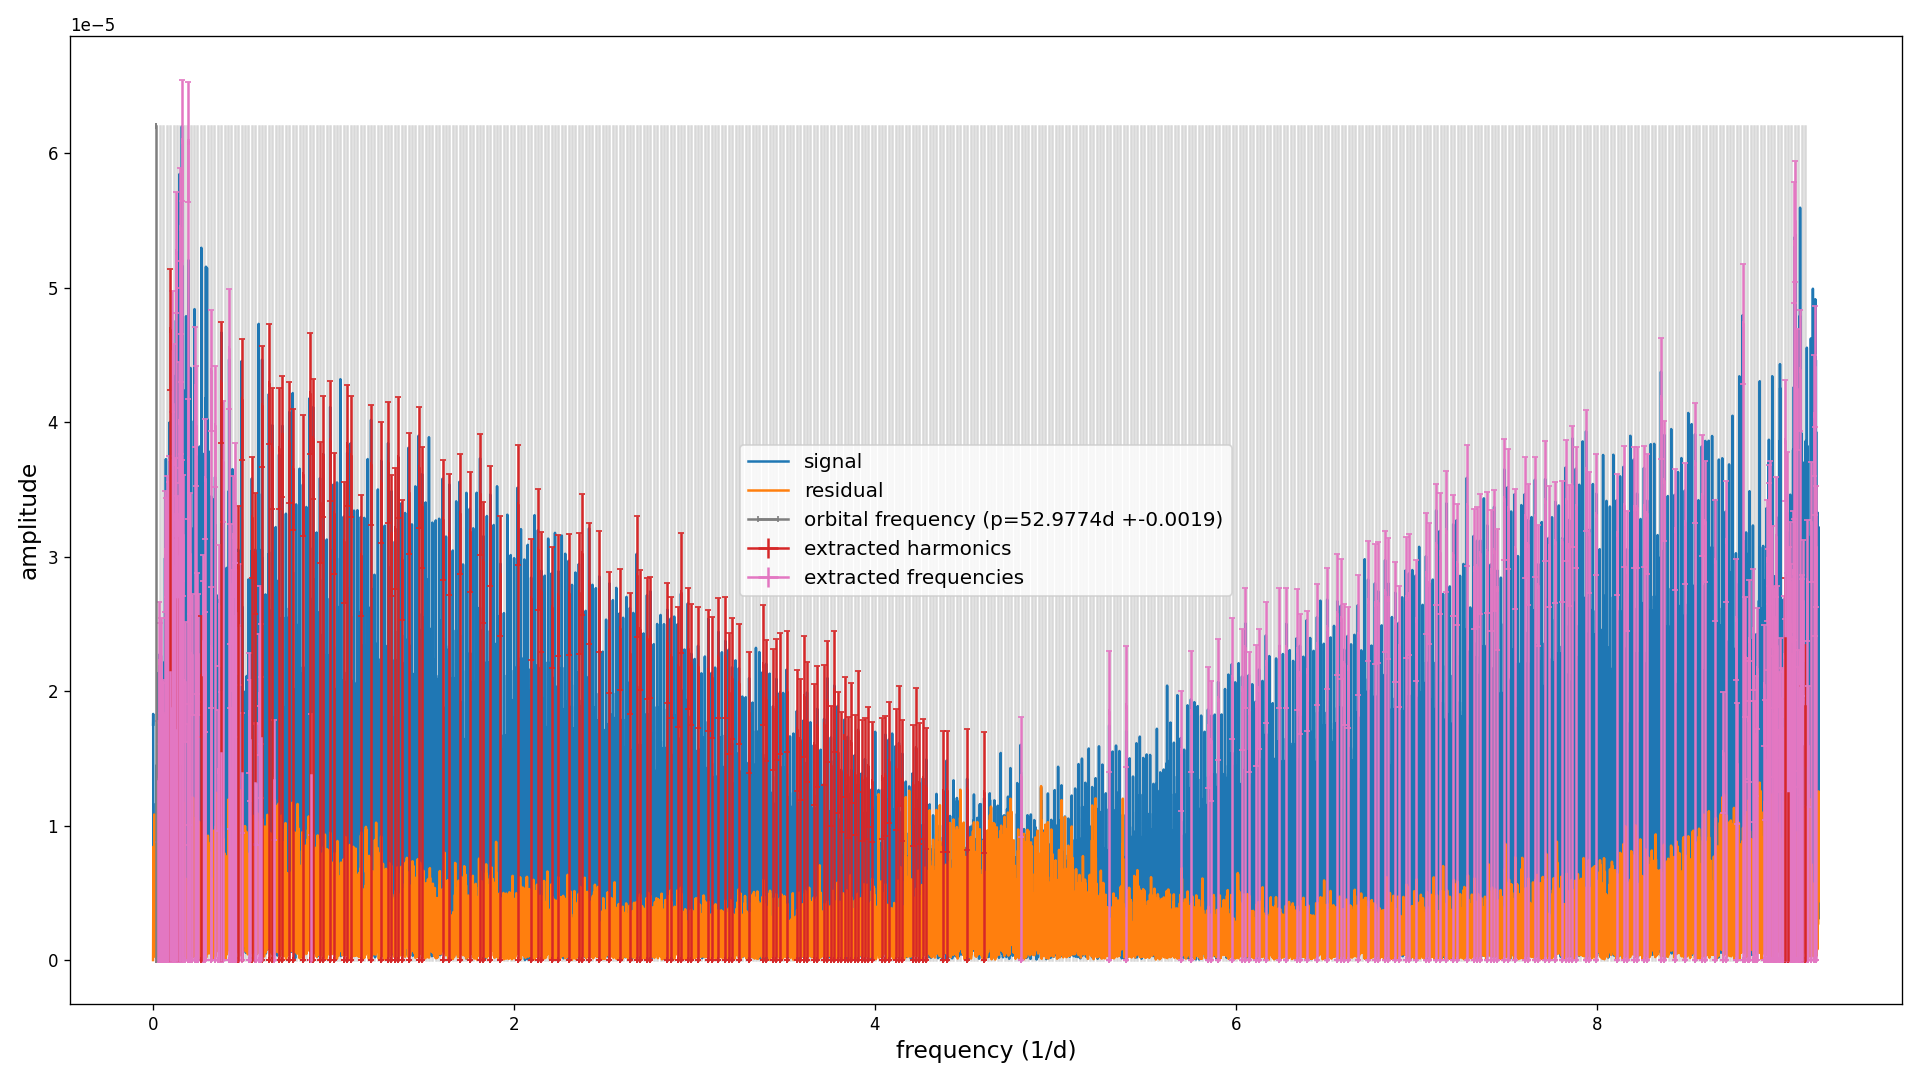 1e−5
6
5
4
3
2
1
0
amplitude
signal
residual
orbital frequency (p=52.9774d +-0.0019)
extracted harmonics
extracted frequencies
0 2 4 6 8
frequency (1/d)